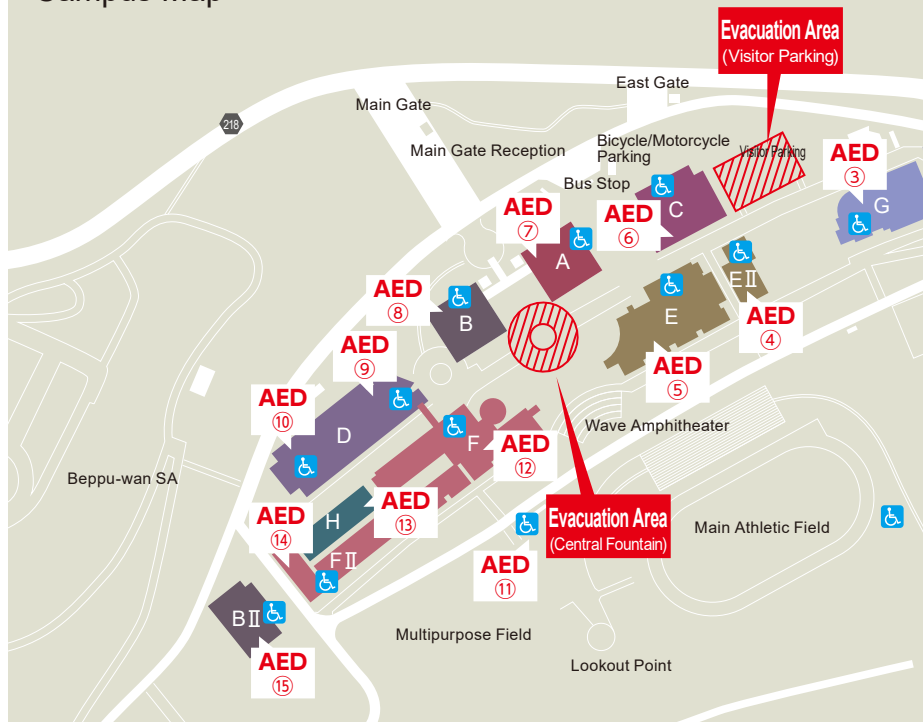 Campus Map
Evacuation Area
(Visitor Parking)
East Gate
Main Gate
218
Bicycle/Motorcycle
Parking
Main Gate Reception
Visitor Parking
AED
③
Bus Stop
G
C
AED
⑦
AED
⑥
A
EⅡ
AED
⑧
B
E
AED
④
AED
⑨
AED
⑤
AED
⑩
D
Wave Amphitheater
F
AED
⑫
Beppu-wan SA
AED
⑬
H
Evacuation Area
(Central Fountain)
Main Athletic Field
AED
⑭
FⅡ
AED
⑪
BⅡ
Multipurpose Field
AED
⑮
Lookout Point